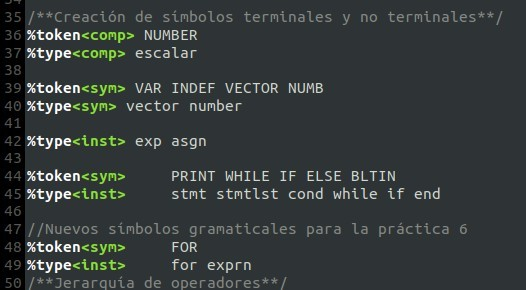 35 /**Creación de símbolos terminales y no terminales**/
36 %token<comp> NUMBER
37 %type<comp> escalar
38
39 %token<sym> VAR INDEF VECTOR NUMB
40 %type<sym> vector number
41
42 %type<inst> exp asgn
43
44 %token<sym> PRINT WHILE IF ELSE BLTIN
45 %type<inst> stmt stmtlst cond while if end
46
47 //Nuevos símbolos gramaticales para la práctica 6
48 %token<sym> FOR
49 %type<inst> for exprn
50 /**Jerarquia de operadores**/